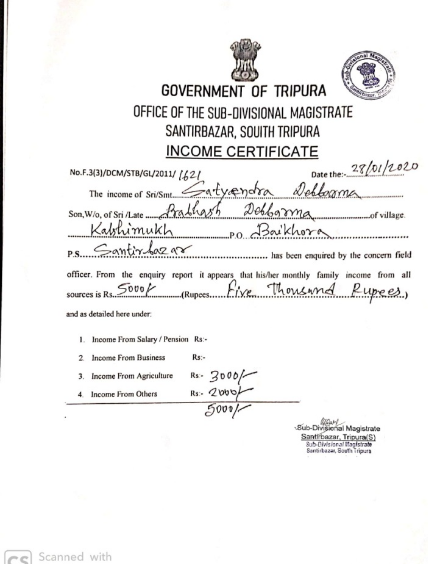 GOVERNMENT OF TRIPURA
OFFICE OF THE SUB-DIVISIONAL MAGISTRATE
SANTIRBAZAR, SOUITH TRIPURA
INCOME CERTIFICATE
No.F.3(3)/DCM/STB/GL/2011/ 1621 Date the:- 28/01/2020
The income of Sri/Smt. Satyendra Debbarma
Son,W/o, of Sri /Late Prabhash Debbarma of village
Kalshimukh P.O Baikhora
P.S. Santirbazar has been enquired by the concern field
officer. From the enquiry report it appears that his/her monthly family income from all
sources is Rs. 5000/- (Rupees. Five Thousand Rupees.)
and as detailed here under:
1. Income From Salary / Pension Rs:-
2. Income From Business Rs:-
3. Income From Agriculture Rs:- 3000/-
4. Income From Others Rs:- 2000/-
5000/-
Sub-Divisional Magistrate
Santirbazar, Tripura(S)
Sub-Divisional Magistrate
Santirbazar, South Tripura
CS Scanned with